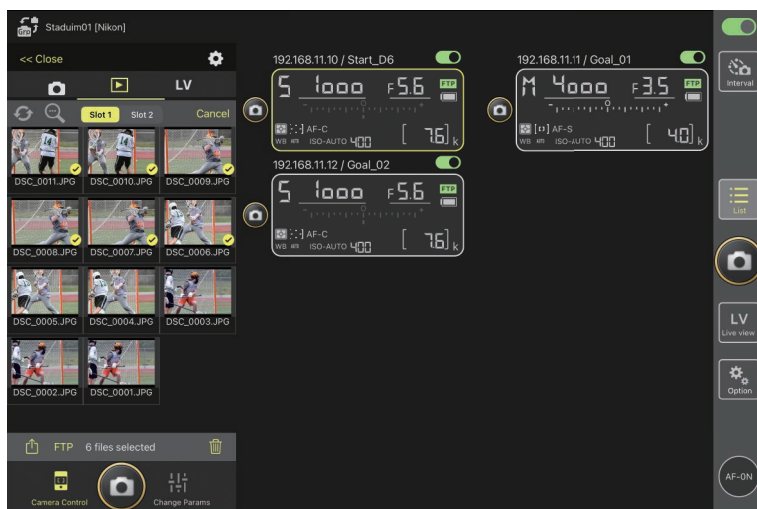 Grp Staduim01 [Nikon]
<< Close
LV
Slot 1 Slot 2 Cancel
DSC_0011.JPG DSC_0010.JPG DSC_0009.JPG
DSC_0008.JPG DSC_0007.JPG DSC_0006.JPG
DSC_0005.JPG DSC_0004.JPG DSC_0003.JPG
DSC_0002.JPG DSC_0001.JPG
FTP 6 files selected
Camera Control Change Params
192.168.11.10 / Start_D6
S 1000 F5.6 FTP
AF-C
WB ISO-AUTO 400 [ 7.6] k
192.168.11.11 / Goal_01
M 4000 F3.5 FTP
AF-S
WB ISO-AUTO 400 [ 4.0] k
192.168.11.12 / Goal_02
S 1000 F5.6 FTP
AF-C
WB ISO-AUTO 400 [ 7.6] k
Interval
List
LV
Live view
Option
AF-ON